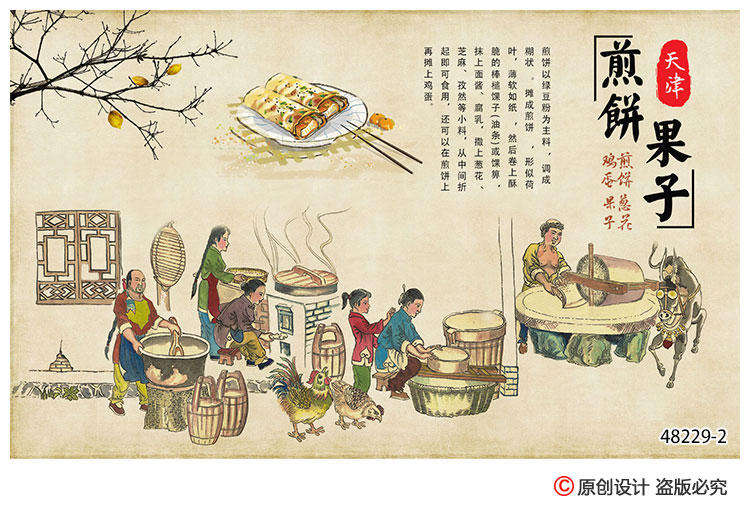 天津
煎饼
果子
煎饼 葱花
鸡蛋 果子
煎饼以绿豆粉为主料，调成
糊状。摊成煎饼，形似荷
叶，薄软如纸，然后卷上酥
脆的棒槌馃子(油条)或馃箅，
抹上面酱、腐乳，撒上葱花、
芝麻、孜然等小料，从中间折
起即可食用，还可以在煎饼上
再摊上鸡蛋。
48229-2
©原创设计 盗版必究